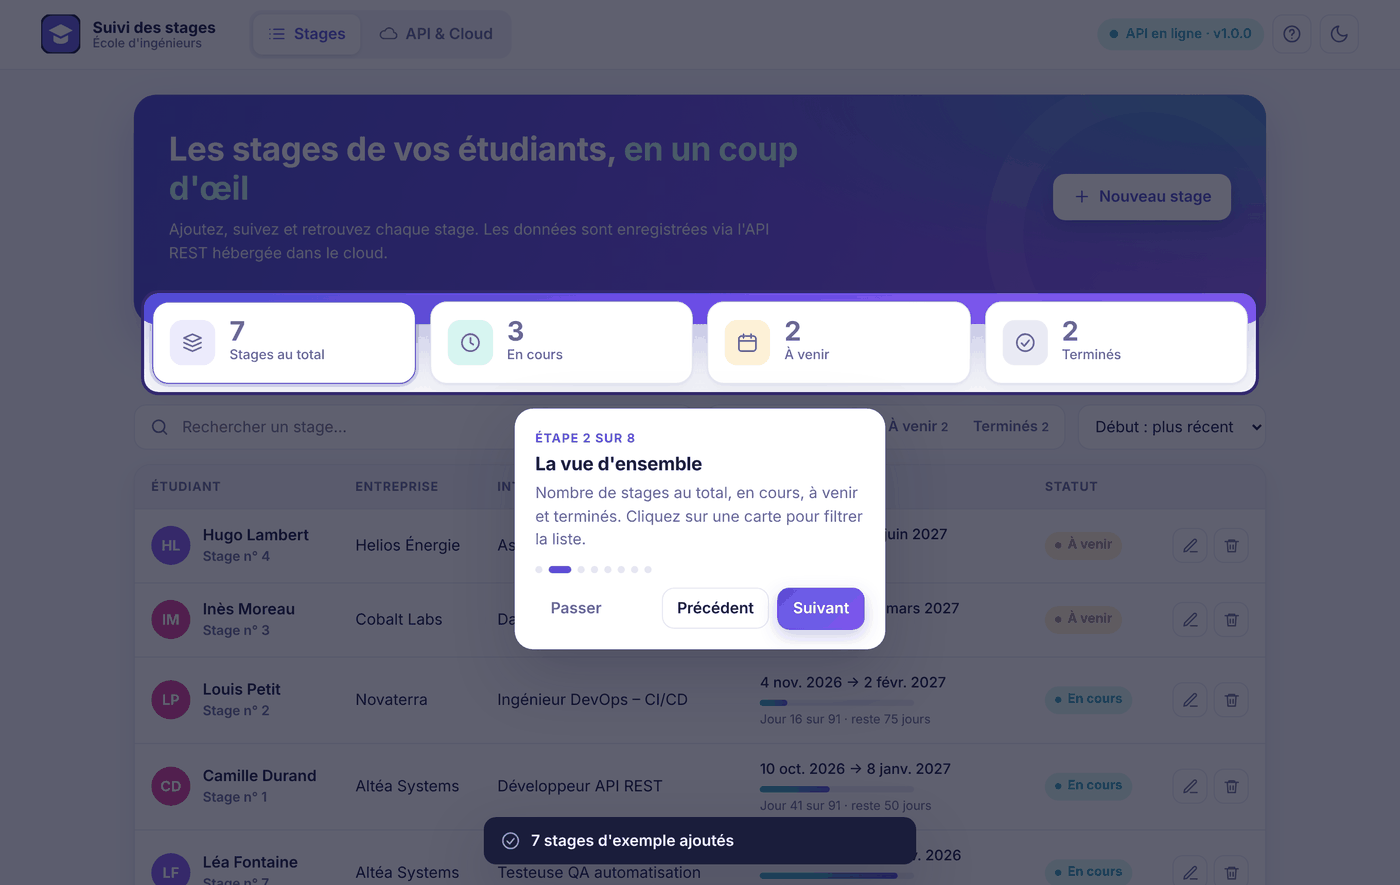 Suivi des stages
École d'ingénieurs
Stages
API & Cloud
API en ligne · v1.0.0
Les stages de vos étudiants, en un coup
d'œil
Ajoutez, suivez et retrouvez chaque stage. Les données sont enregistrées via l'API
REST hébergée dans le cloud.
Nouveau stage
7
Stages au total
3
En cours
2
À venir
2
Terminés
Rechercher un stage...
À venir 2
Terminés 2
Début : plus récent
ÉTAPE 2 SUR 8
La vue d'ensemble
Nombre de stages au total, en cours, à venir
et terminés. Cliquez sur une carte pour filtrer
la liste.
Passer
Précédent
Suivant
ÉTUDIANT
ENTREPRISE
STATUT
HL
Hugo Lambert
Stage n° 4
Helios Énergie
juin 2027
À venir
IM
Inès Moreau
Stage n° 3
Cobalt Labs
mars 2027
À venir
LP
Louis Petit
Stage n° 2
Novaterra
Ingénieur DevOps – CI/CD
4 nov. 2026 → 2 févr. 2027
Jour 16 sur 91 · reste 75 jours
En cours
CD
Camille Durand
Stage n° 1
Altéa Systems
Développeur API REST
10 oct. 2026 → 8 janv. 2027
Jour 41 sur 91 · reste 50 jours
En cours
7 stages d'exemple ajoutés
LF
Léa Fontaine
Stage n° 7
Altéa Systems
Testeuse QA automatisation
2026
En cours